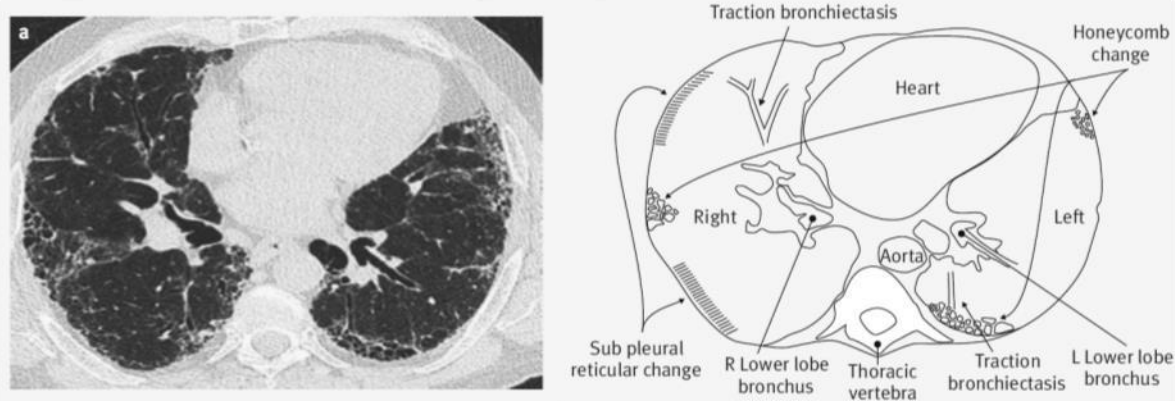 a
Traction bronchiectasis
Honeycomb
change
Heart
Right
Left
Aorta
Sub pleural
reticular change
R Lower lobe
bronchus
Thoracic
vertebra
Traction
bronchiectasis
L Lower lobe
bronchus